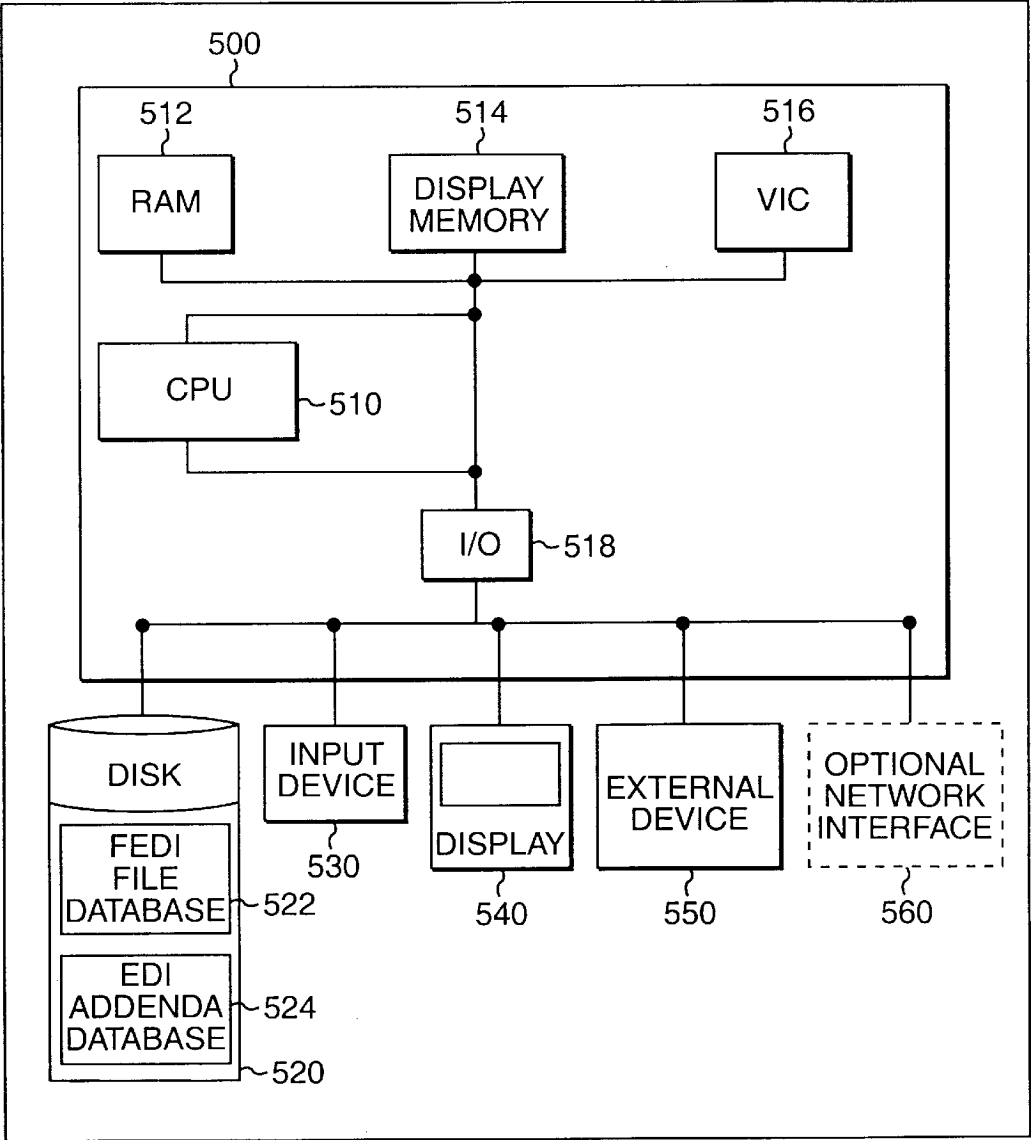 500
512
514
516
RAM
DISPLAY
MEMORY
VIC
CPU
510
I/O
518
DISK
FEDI
FILE
DATABASE
522
EDI
ADDENDA
DATABASE
524
520
INPUT
DEVICE
530
DISPLAY
540
EXTERNAL
DEVICE
550
OPTIONAL
NETWORK
INTERFACE
560